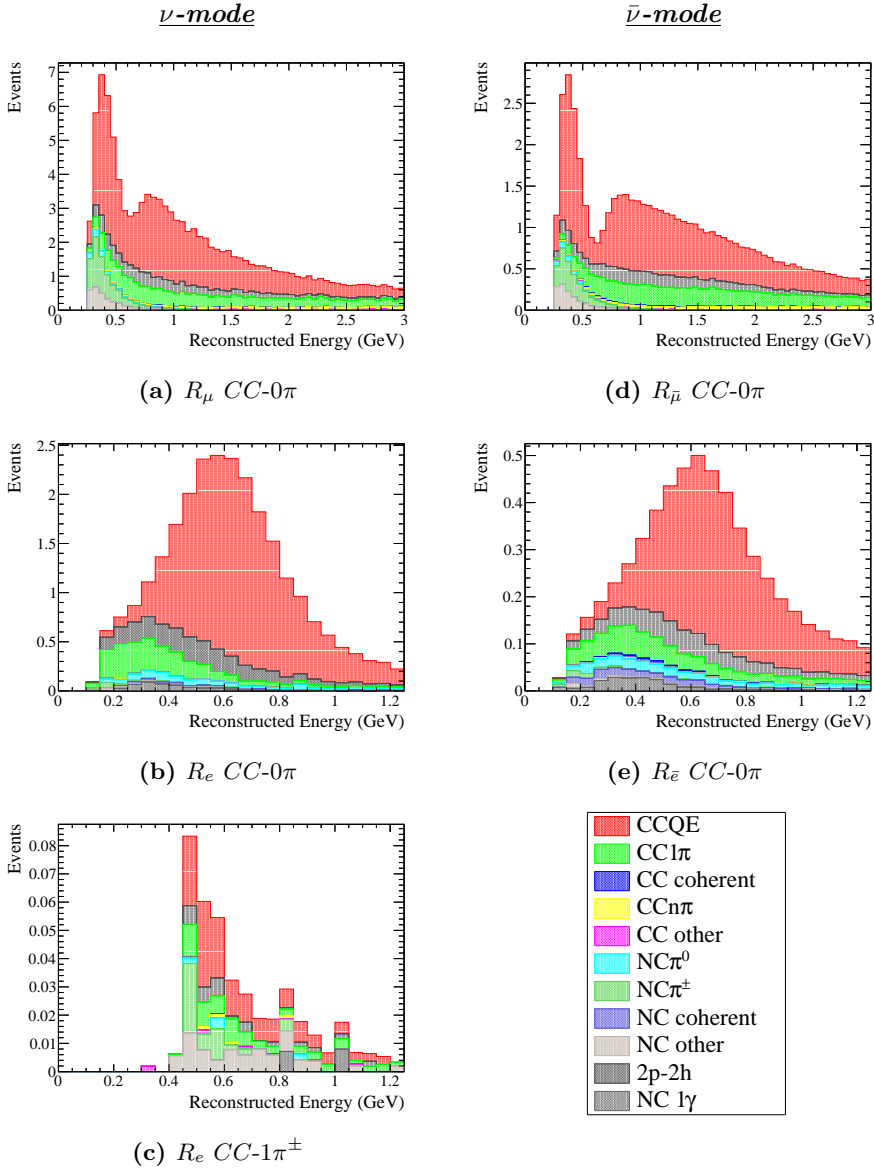 ν-mode
ν̄-mode
Events
7
6
5
4
3
2
1
0
0 0.5 1 1.5 2 2.5 3
Reconstructed Energy (GeV)
(a) Rμ CC-0π
Events
2.5
2
1.5
1
0.5
0
0 0.5 1 1.5 2 2.5 3
Reconstructed Energy (GeV)
(d) Rμ̄ CC-0π
Events
2.5
2
1.5
1
0.5
0
0 0.2 0.4 0.6 0.8 1 1.2
Reconstructed Energy (GeV)
(b) Re CC-0π
Events
0.5
0.4
0.3
0.2
0.1
0
0 0.2 0.4 0.6 0.8 1 1.2
Reconstructed Energy (GeV)
(e) Rē CC-0π
Events
0.08
0.07
0.06
0.05
0.04
0.03
0.02
0.01
0
0 0.2 0.4 0.6 0.8 1 1.2
Reconstructed Energy (GeV)
(c) Re CC-1π±
CCQE
CC1π
CC coherent
CCnπ
CC other
NCπ⁰
NCπ±
NC coherent
NC other
2p-2h
NC 1γ